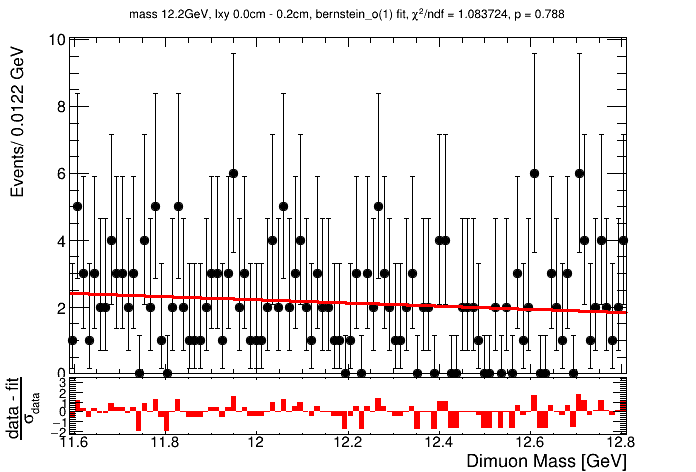 mass 12.2GeV, lxy 0.0cm - 0.2cm, bernstein_o(1) fit, χ²/ndf = 1.083724, p = 0.788
Events/ 0.0122 GeV
10
8
6
4
2
0
data - fit
σdata
3
2
1
0
−1
−2
11.6 11.8 12 12.2 12.4 12.6 12.8
Dimuon Mass [GeV]